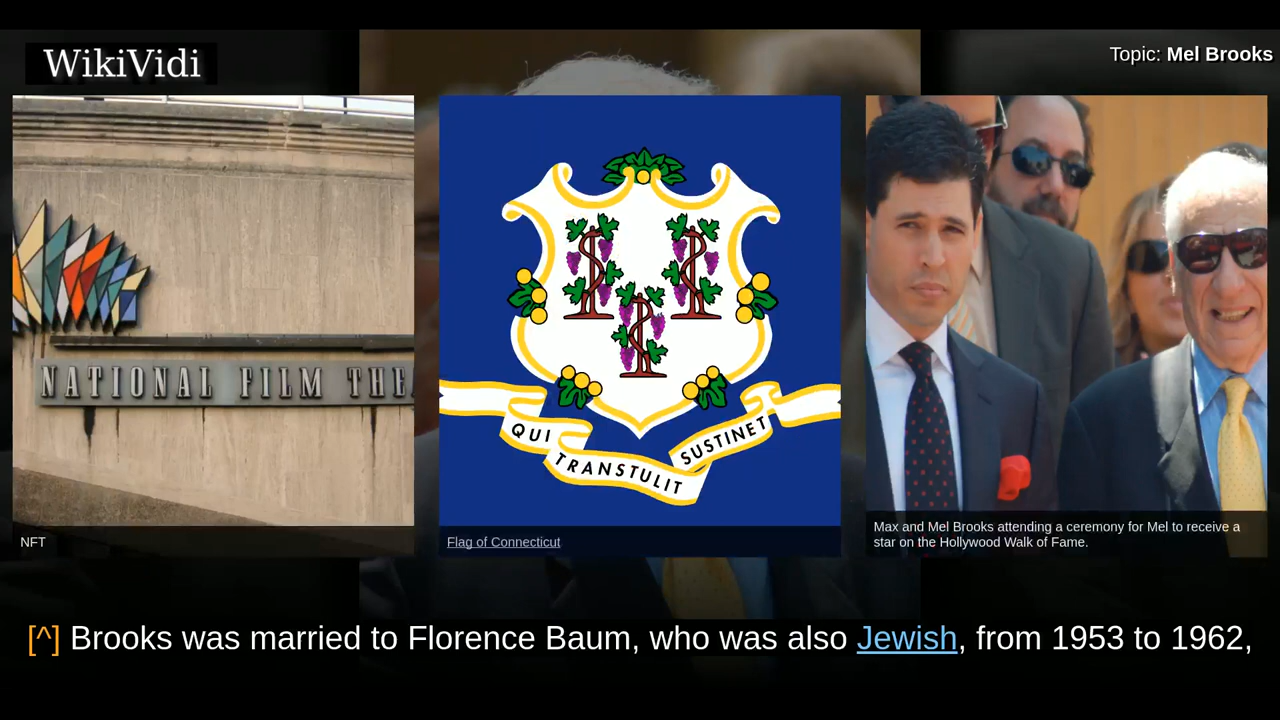 WikiVidi
Topic: Mel Brooks
NATIONAL FILM THE
QUI
TRANSTULIT
SUSTINET
NFT
Flag of Connecticut
Max and Mel Brooks attending a ceremony for Mel to receive a
star on the Hollywood Walk of Fame.
[^] Brooks was married to Florence Baum, who was also Jewish, from 1953 to 1962,